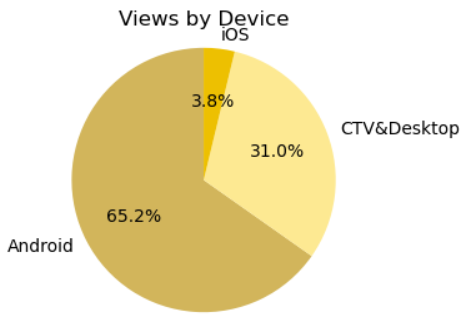 Views by Device
iOS
3.8%
CTV&Desktop
31.0%
65.2%
Android